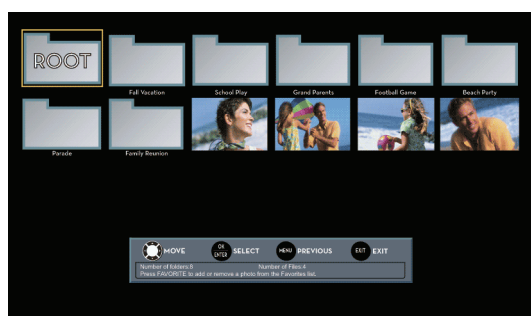 ROOT
Fall Vacation
School Play
Grand Parents
Football Game
Beach Party
Parade
Family Reunion
MOVE
OK ENTER SELECT
MENU PREVIOUS
EXIT EXIT
Number of folders:8 Number of Files:4
Press FAVORITE to add or remove a photo from the Favorites list.